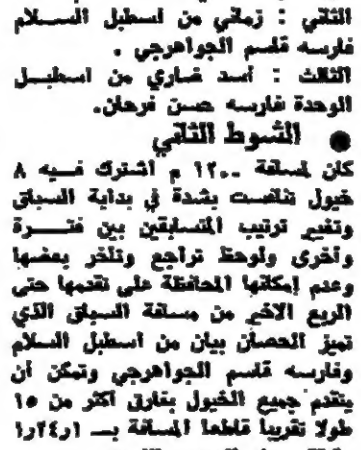 الثاني : زماني من اسطبل السلام
فارسه قاسم الجواهرجي .
الثالث : أسد ضاري من اسطبل
الوحدة فارسه حسن فرحان.
● الشوط الثاني
كان لمسافة ١٢٠٠ م اشترك فيه ٨
خيول تنافست بشدة في بداية السباق
وتغير ترتيب المتسابقين بين فترة
وأخرى ولوحظ تراجع وتأخر بعضها
وعدم إمكانها المحافظة على تقدمها حتى
الربع الاخير من مسافة السباق الذي
تميز الحصان بيان من اسطبل السلام
وفارسه قاسم الجواهرجي وتمكن أن
يتقدم جميع الخيول بفارق أكثر من ١٥
طولا تقريبا قاطعا المسافة بـ ١ر٢٤ر١